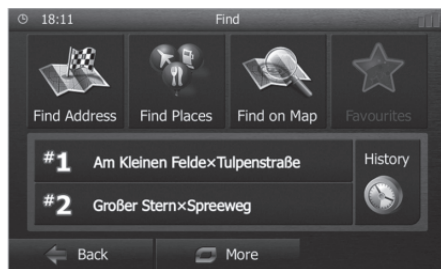 18:11 Find
Find Address Find Places Find on Map Favourites
#1 Am Kleinen Felde×Tulpenstraße
History
#2 Großer Stern×Spreeweg
Back More